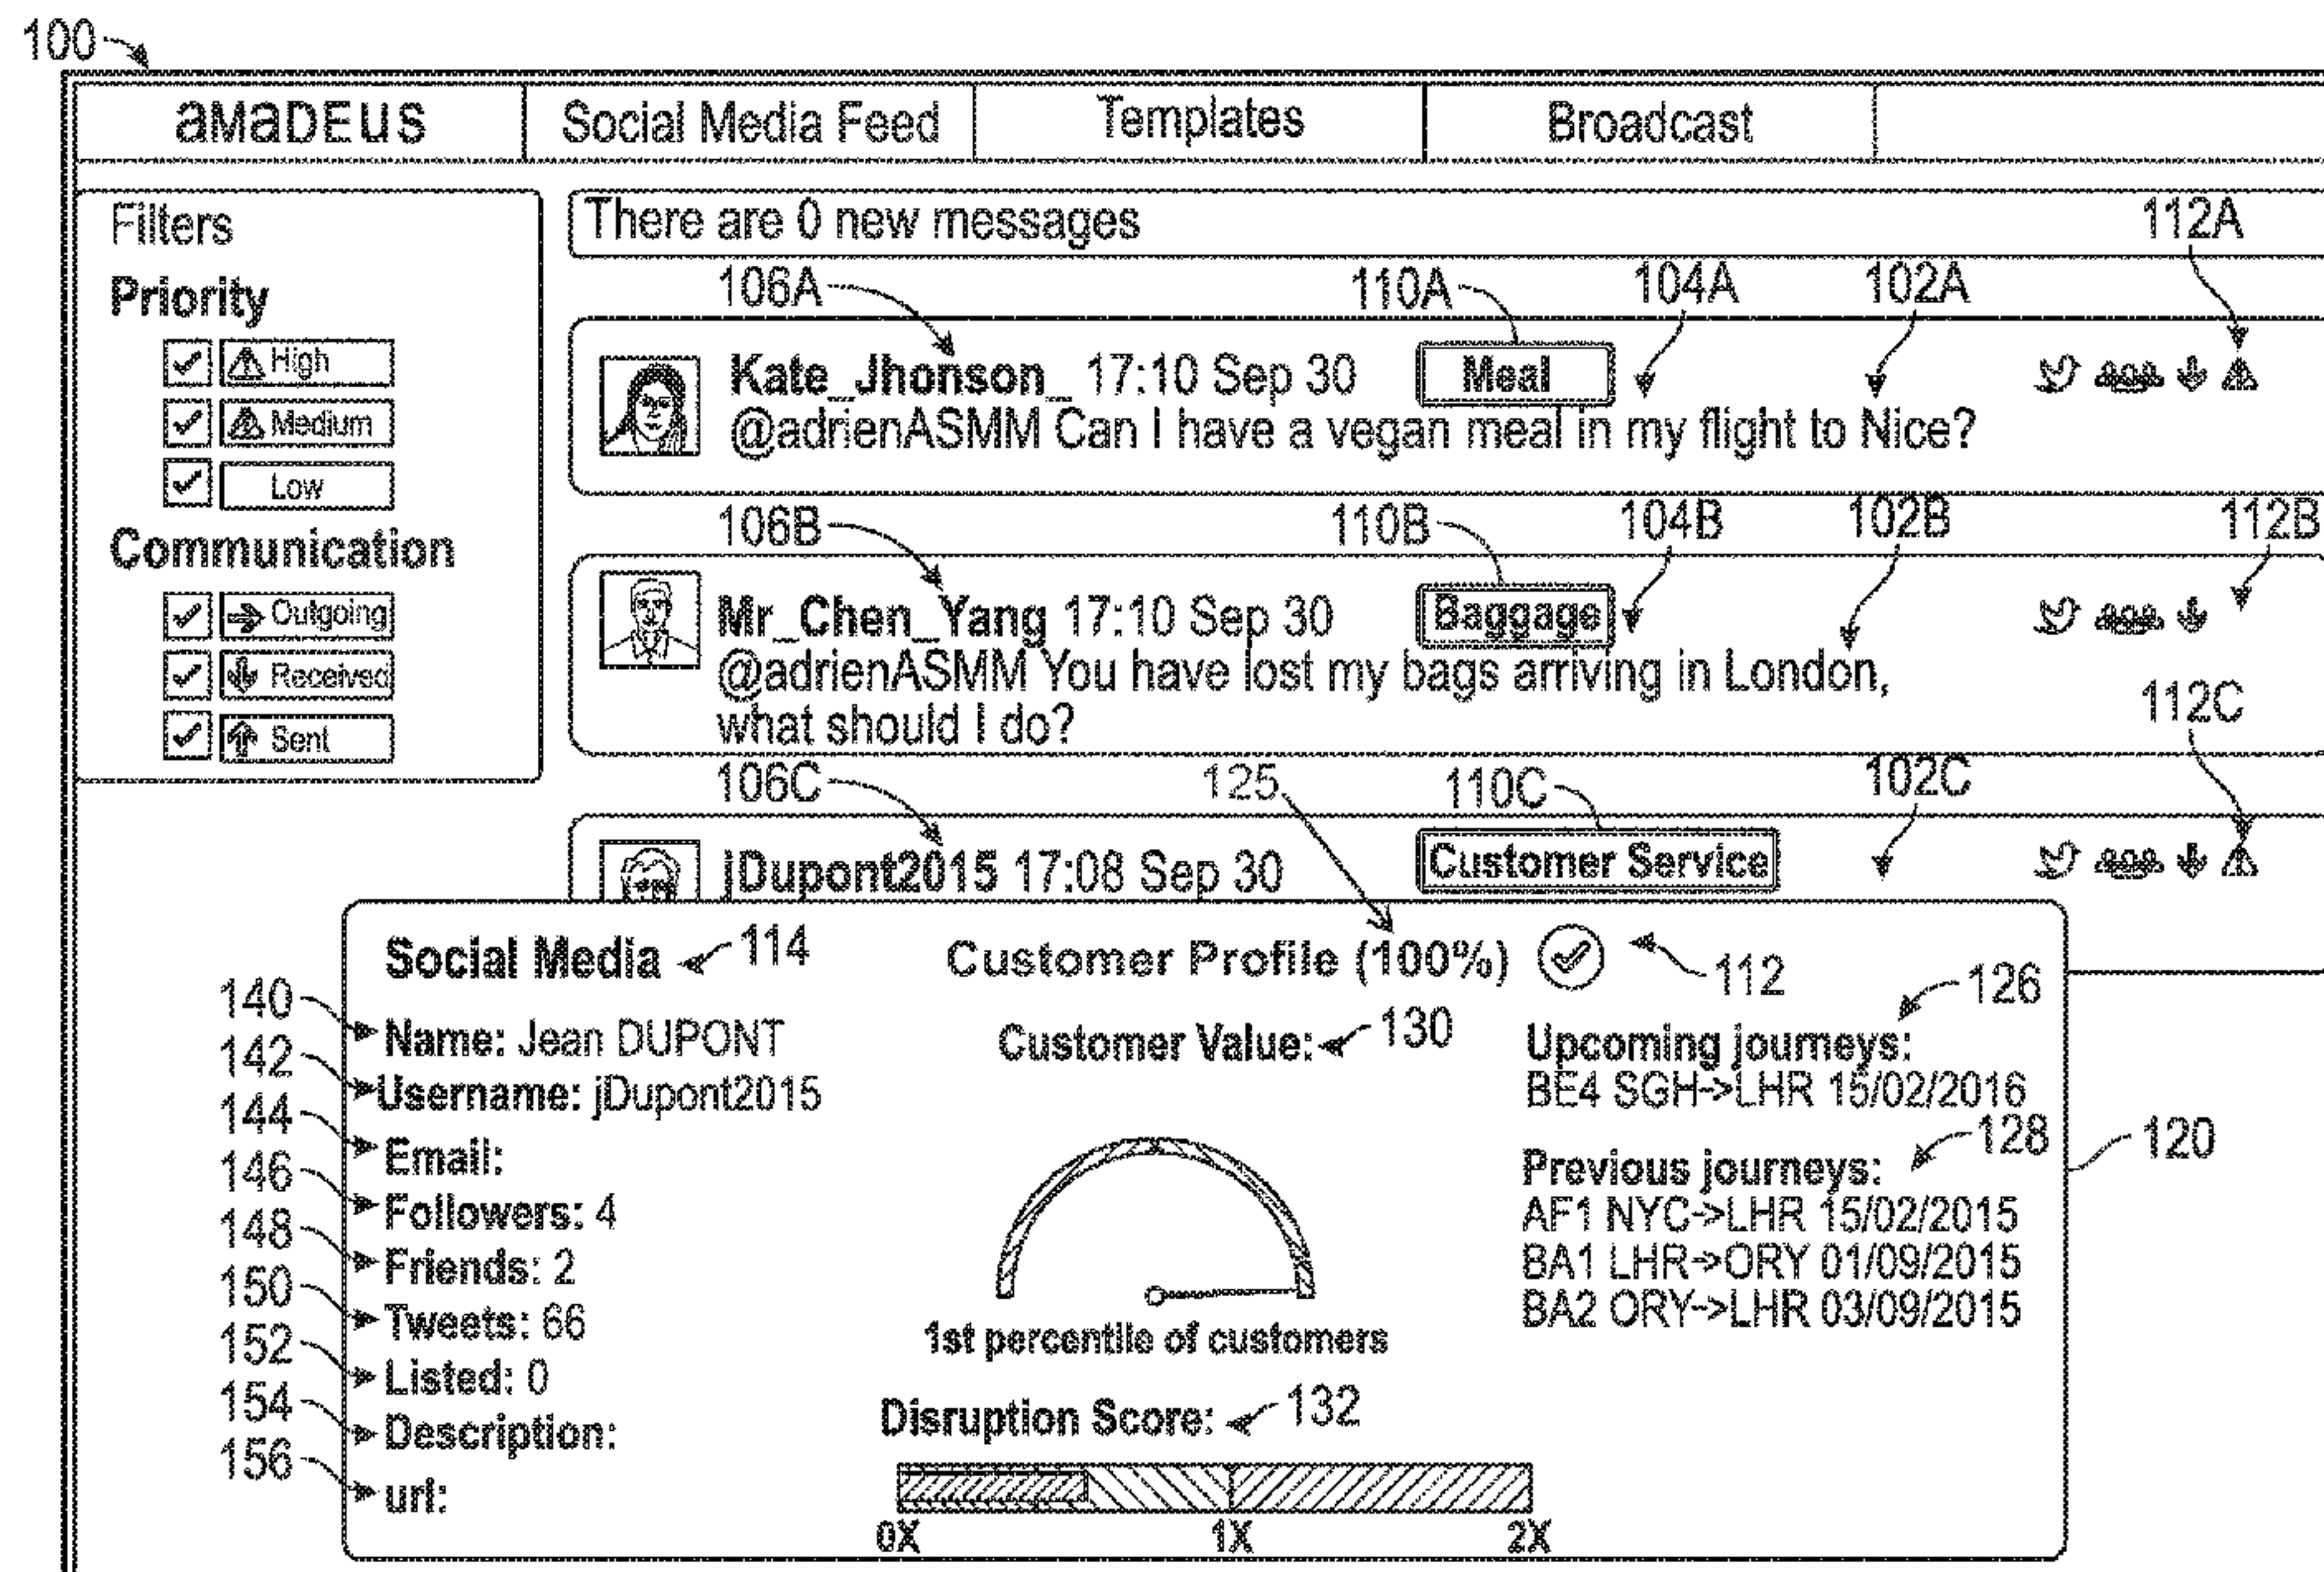 100
aMaDEUS Social Media Feed Templates Broadcast
Filters
Priority
High
Medium
Low
Communication
Outgoing
Received
Sent
There are 0 new messages
112A
106A 110A 104A 102A
Kate_Jhonson_ 17:10 Sep 30 Meal
@adrienASMM Can I have a vegan meal in my flight to Nice?
106B 110B 104B 102B 112B
Mr_Chen_Yang 17:10 Sep 30 Baggage
@adrienASMM You have lost my bags arriving in London,
what should I do?
112C
106C 125 110C 102C
jDupont2015 17:08 Sep 30 Customer Service
Social Media 114
140 Name: Jean DUPONT
142 Username: jDupont2015
144 Email:
146 Followers: 4
148 Friends: 2
150 Tweets: 66
152 Listed: 0
154 Description:
156 url:
Customer Profile (100%) 112
Customer Value: 130
1st percentile of customers
Disruption Score: 132
0X 1X 2X
126
Upcoming journeys:
BE4 SGH->LHR 15/02/2016
128
Previous journeys:
AF1 NYC->LHR 15/02/2015
BA1 LHR->ORY 01/09/2015
BA2 ORY->LHR 03/09/2015
120